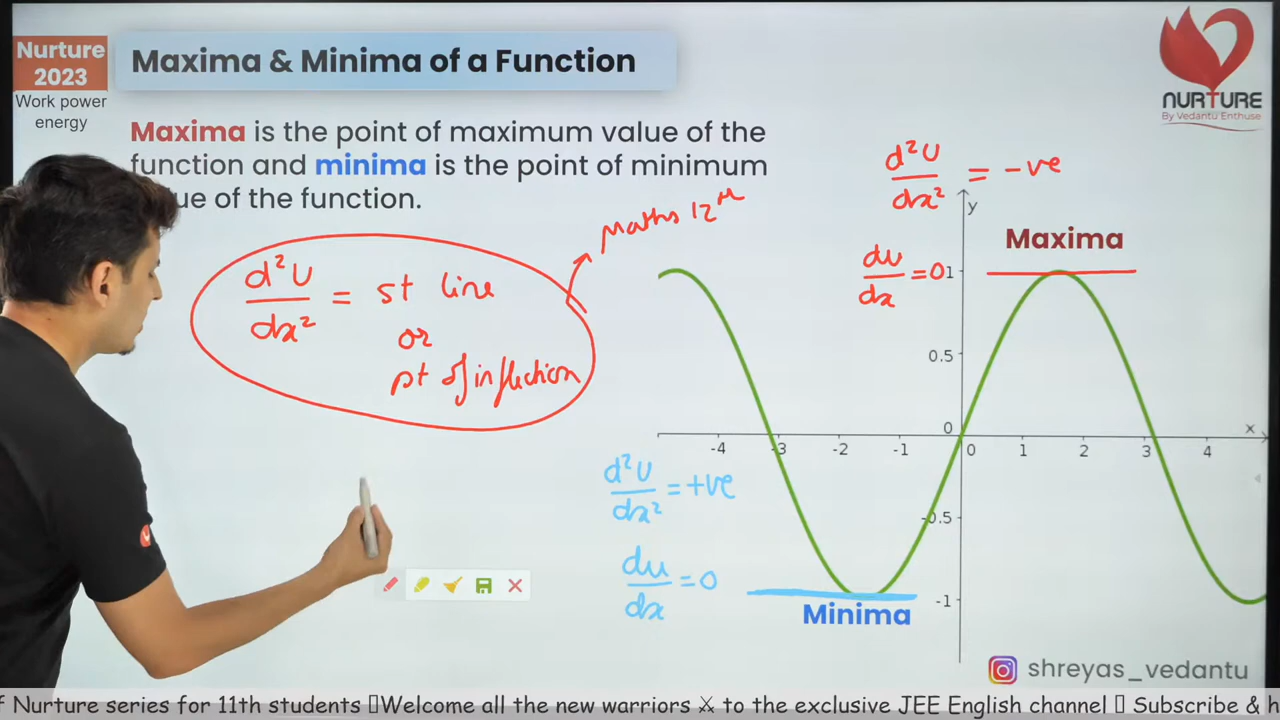 Nurture
2023
Work power
energy
Maxima & Minima of a Function
NURTURE
By Vedantu Enthuse
Maxima is the point of maximum value of the
function and minima is the point of minimum
ue of the function.
d²U/dx² = -ve
maths 12th
y
Maxima
du/dx = 0
d²U/dx² = st line
or
pt of inflection
1
0.5
0
x
-4 -3 -2 -1 0 1 2 3 4
d²U/dx² = +ve
-0.5
du/dx = 0
-1
Minima
shreyas_vedantu
f Nurture series for 11th students Welcome all the new warriors ⚔ to the exclusive JEE English channel Subscribe & h